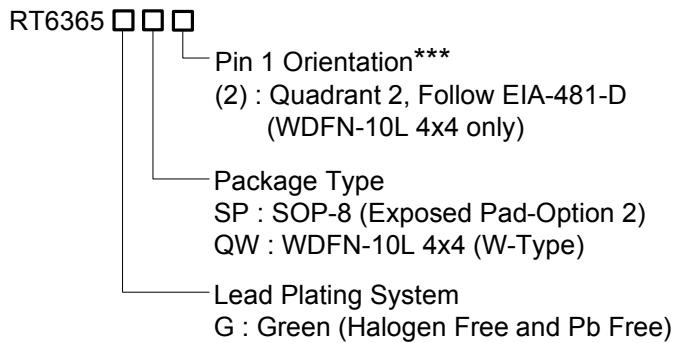 RT6365 □ □ □
Pin 1 Orientation***
(2) : Quadrant 2, Follow EIA-481-D
(WDFN-10L 4x4 only)
Package Type
SP : SOP-8 (Exposed Pad-Option 2)
QW : WDFN-10L 4x4 (W-Type)
Lead Plating System
G : Green (Halogen Free and Pb Free)